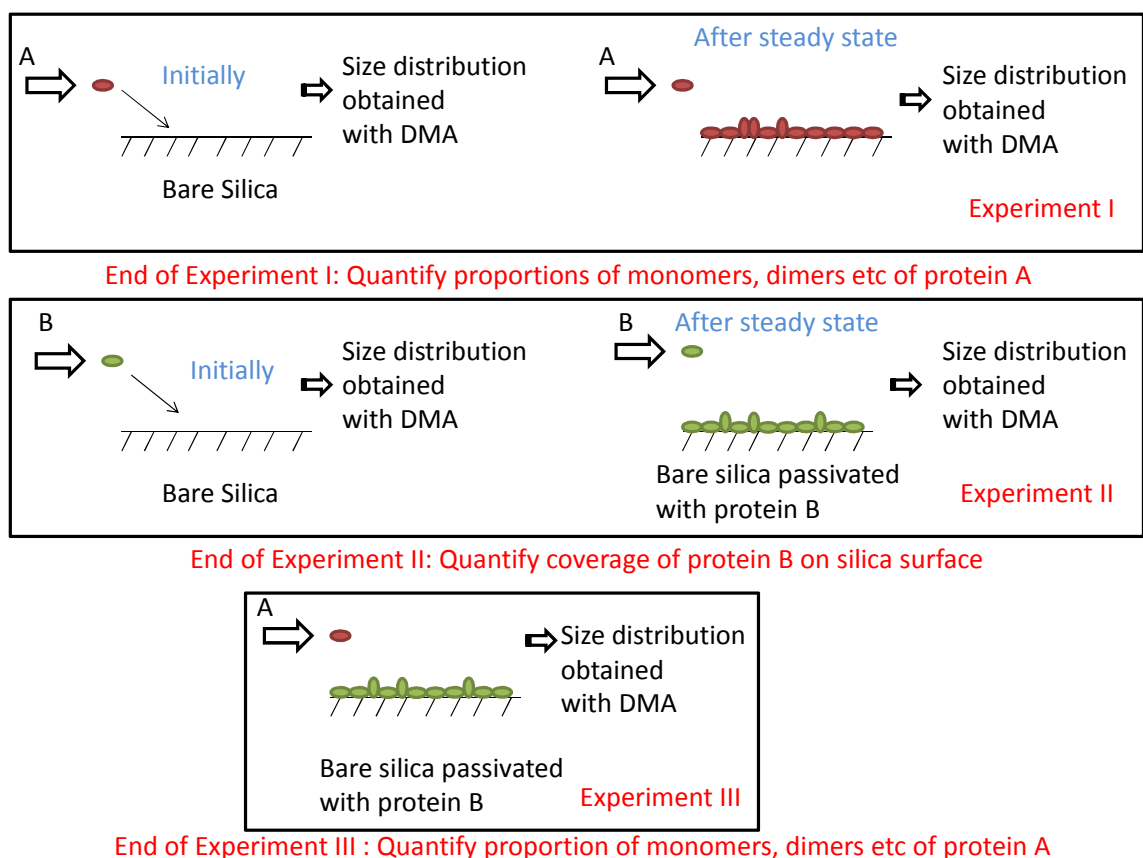 A
Initially
Size distribution
obtained
with DMA
Bare Silica
A
After steady state
Size distribution
obtained
with DMA
Experiment I
End of Experiment I: Quantify proportions of monomers, dimers etc of protein A
B
Initially
Size distribution
obtained
with DMA
Bare Silica
B
After steady state
Size distribution
obtained
with DMA
Bare silica passivated
with protein B
Experiment II
End of Experiment II: Quantify coverage of protein B on silica surface
A
Size distribution
obtained
with DMA
Bare silica passivated
with protein B
Experiment III
End of Experiment III : Quantify proportion of monomers, dimers etc of protein A